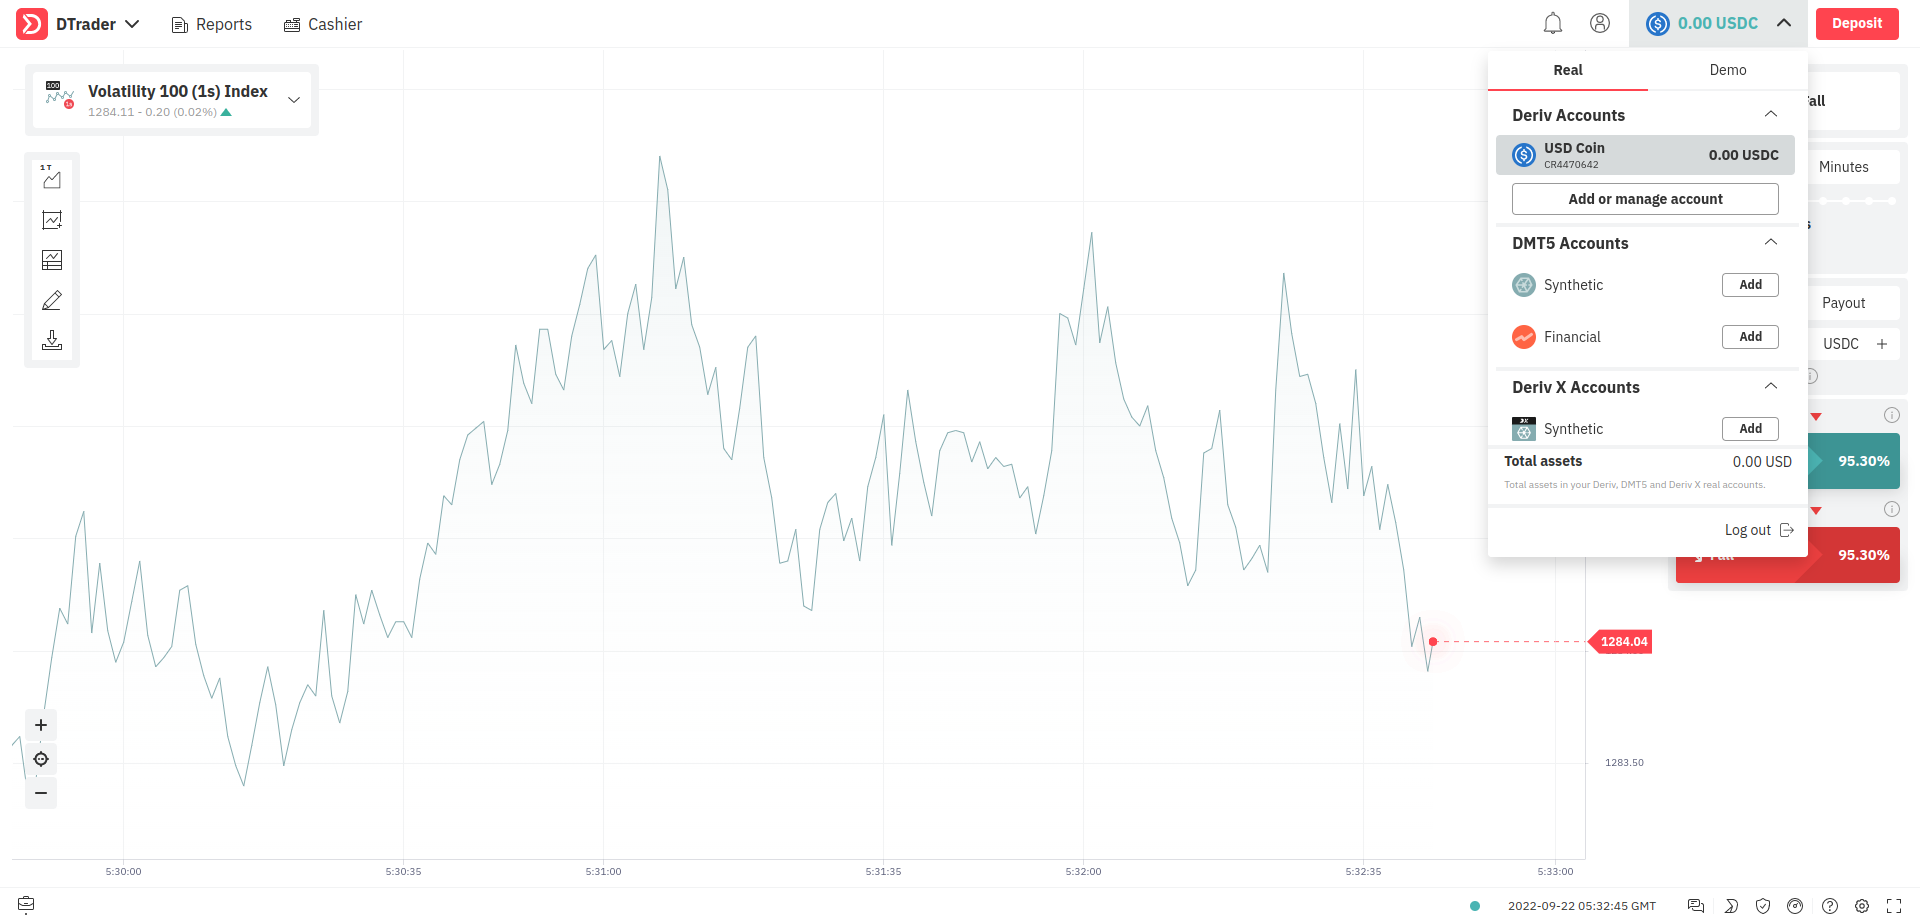 DTrader
Reports
Cashier
0.00 USDC
Deposit
100
1s
Volatility 100 (1s) Index
1284.11 - 0.20 (0.02%)
1 T
Real
Demo
Deriv Accounts
USD Coin
CR4470642
0.00 USDC
Add or manage account
DMT5 Accounts
Synthetic
Add
Financial
Add
Deriv X Accounts
Synthetic
Add
Total assets
0.00 USD
Total assets in your Deriv, DMT5 and Deriv X real accounts.
Log out
Minutes
Payout
USDC +
95.30%
95.30%
1284.04
1283.50
5:30:00
5:30:35
5:31:00
5:31:35
5:32:00
5:32:35
5:33:00
2022-09-22 05:32:45 GMT